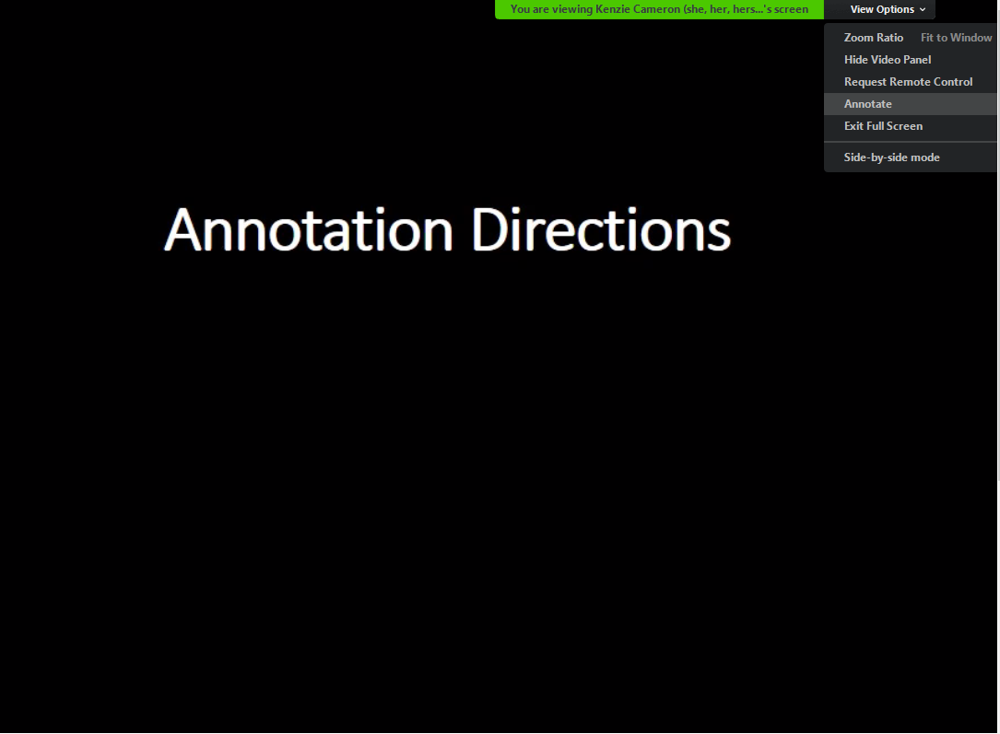 You are viewing Kenzie Cameron (she, her, hers...'s screen View Options
Zoom Ratio Fit to Window
Hide Video Panel
Request Remote Control
Annotate
Exit Full Screen
Side-by-side mode
Annotation Directions